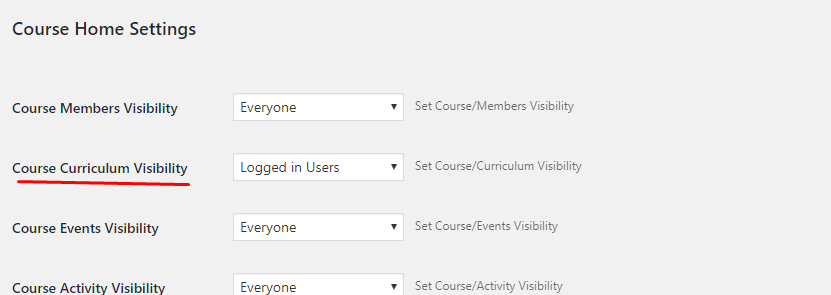 Course Home Settings
Course Members Visibility Everyone Set Course/Members Visibility
Course Curriculum Visibility Logged in Users Set Course/Curriculum Visibility
Course Events Visibility Everyone Set Course/Events Visibility
Course Activity Visibility Everyone Set Course/Activity Visibility